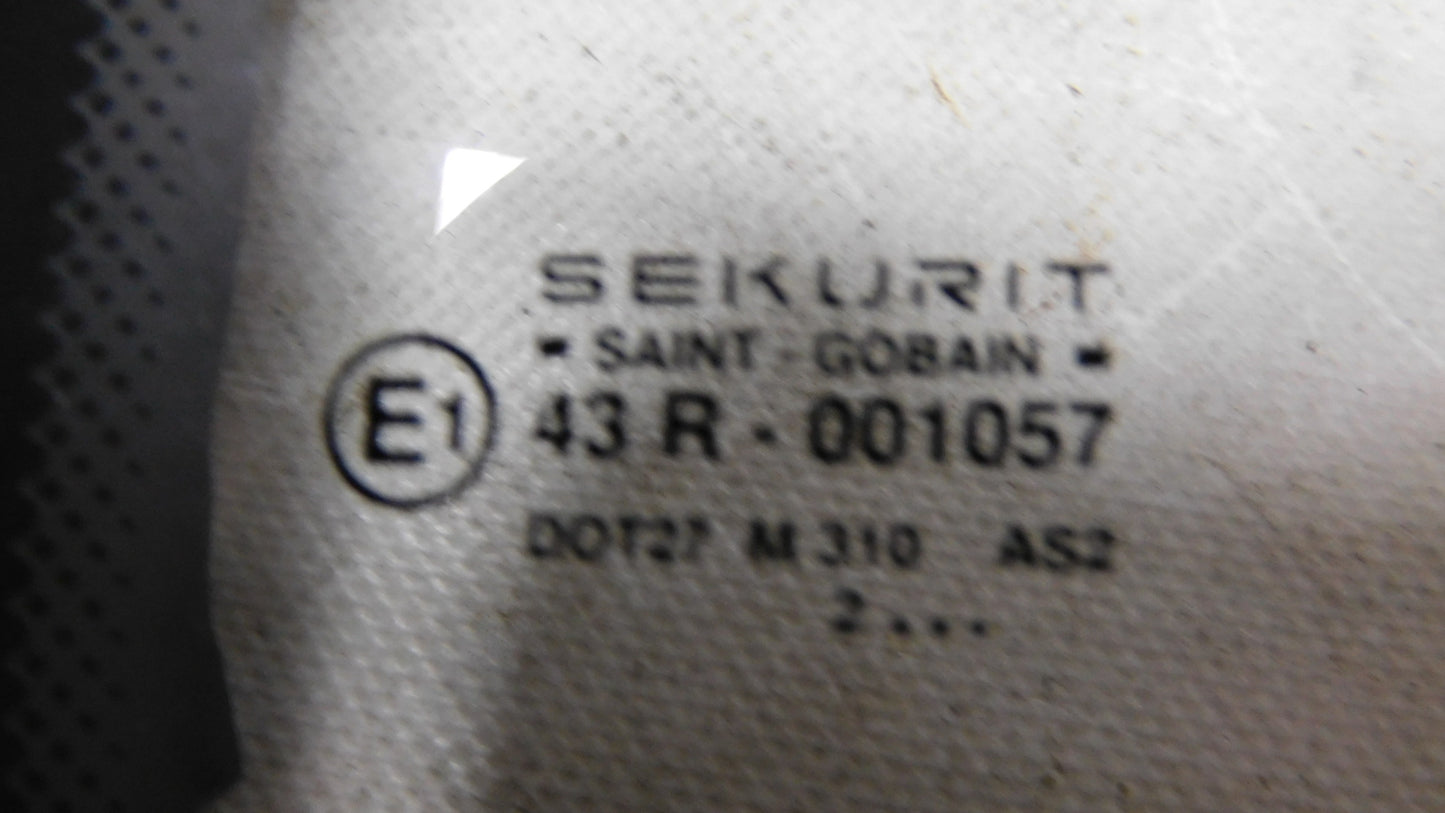 SEKURIT
- SAINT - GOBAIN -
E1
43 R - 001057
DOT27 M 310 AS2
2...